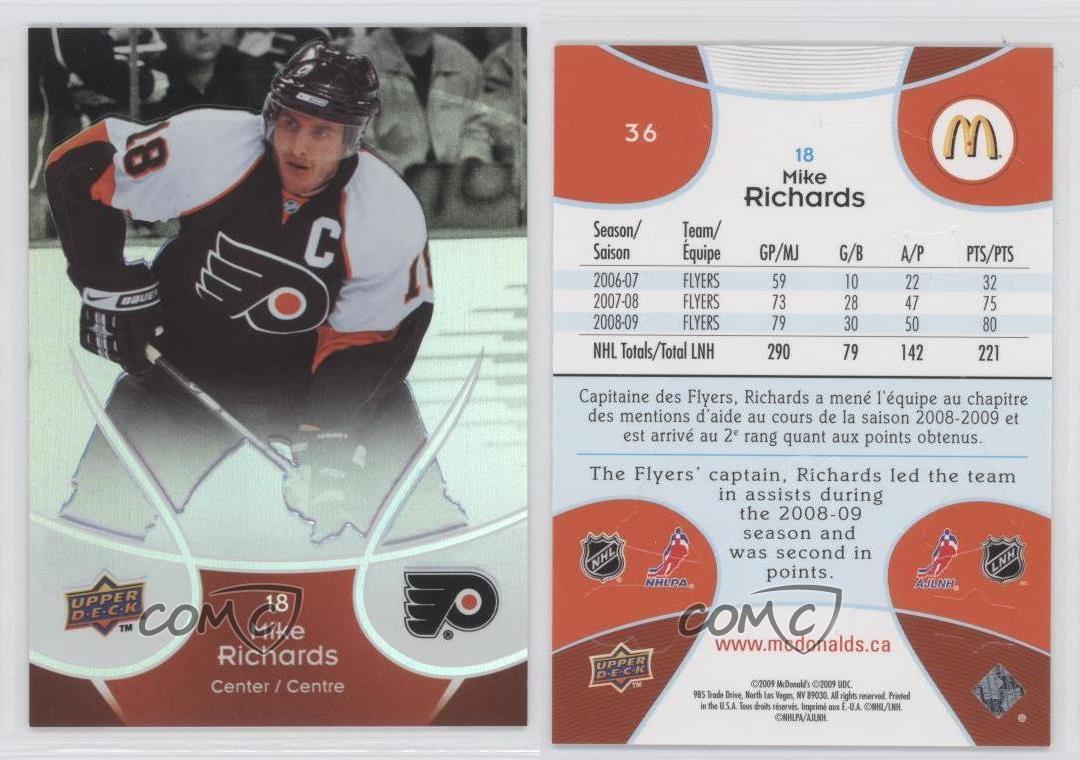 18
C
BAUER
UPPER
D·E·C·K
TM
18
Mike
Richards
Center / Centre
®
COMC
36
M
18
Mike
Richards
Season/ Team/
Saison Équipe GP/MJ G/B A/P PTS/PTS
2006-07 FLYERS 59 10 22 32
2007-08 FLYERS 73 28 47 75
2008-09 FLYERS 79 30 50 80
NHL Totals/Total LNH 290 79 142 221
Capitaine des Flyers, Richards a mené l'équipe au chapitre
des mentions d'aide au cours de la saison 2008-2009 et
est arrivé au 2e rang quant aux points obtenus.
The Flyers' captain, Richards led the team
in assists during
the 2008-09
season and
was second in
points.
NHL
NHLPA
AJLNH
LNH
COMC
www.mcdonalds.ca
UPPER
D·E·C·K
TM
©2009 McDonald's ©2009 UDC.
985 Trade Drive, North Las Vegas, NV 89030. All rights reserved. Printed
in the U.S.A. Tous droits réservés. Imprimé aux É.-U.A. ©NHL/LNH.
©NHLPA/AJLNH.
®